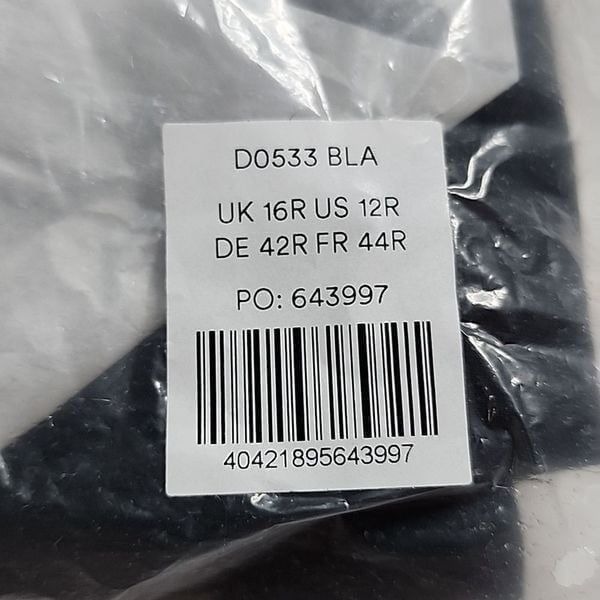 D0533 BLA
UK 16R US 12R
DE 42R FR 44R
PO: 643997
40421895643997